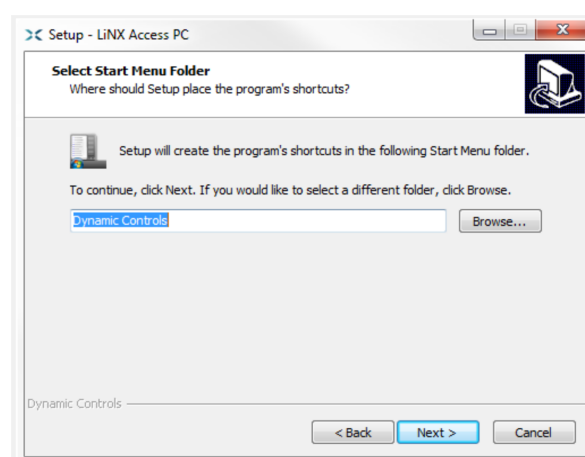 Setup - LiNX Access PC
Select Start Menu Folder
Where should Setup place the program's shortcuts?
Setup will create the program's shortcuts in the following Start Menu folder.
To continue, click Next. If you would like to select a different folder, click Browse.
Dynamic Controls
Browse...
Dynamic Controls
< Back
Next >
Cancel